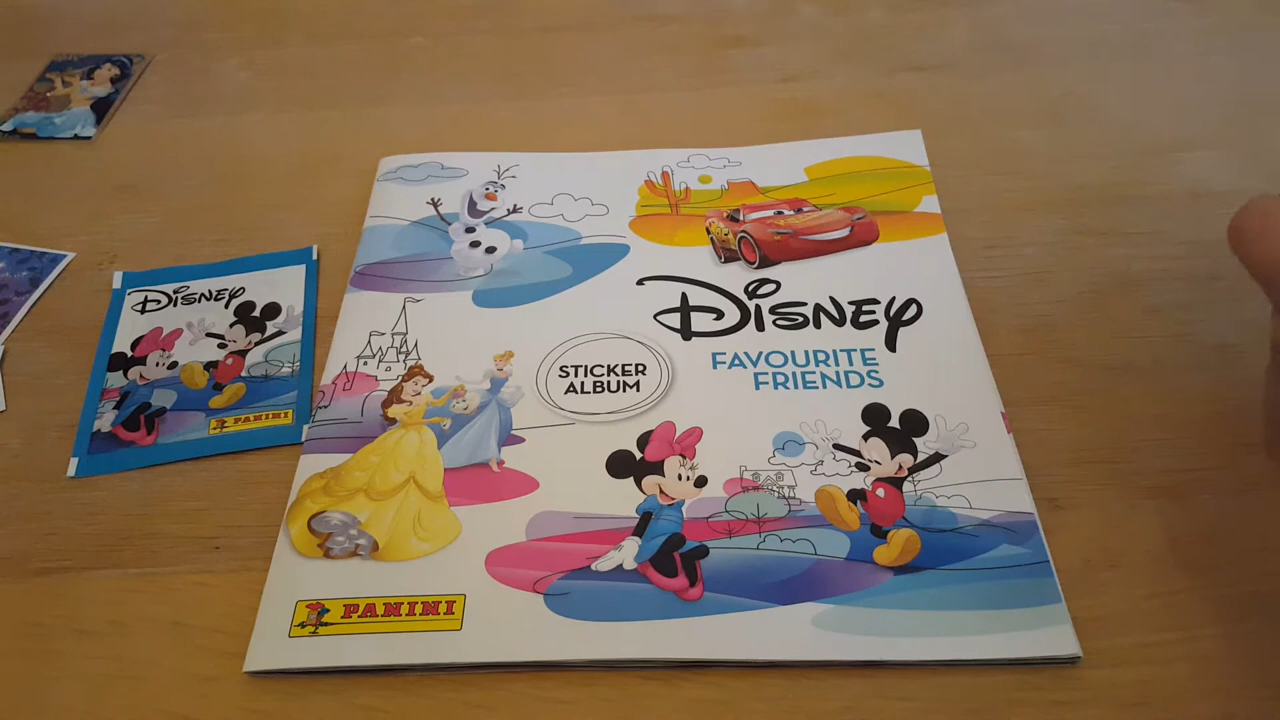 DISNEY
PANINI
DISNEY
FAVOURITE
FRIENDS
STICKER
ALBUM
PANINI